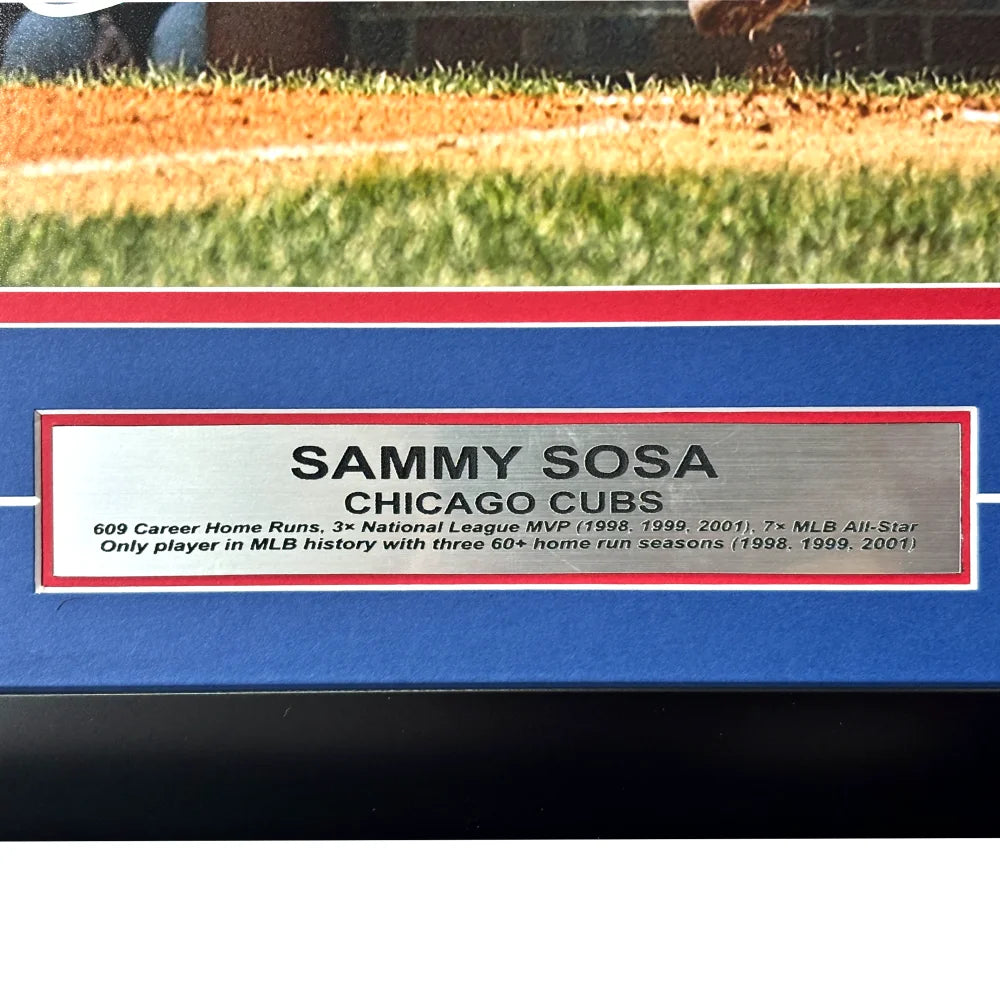 SAMMY SOSA
CHICAGO CUBS
609 Career Home Runs, 3× National League MVP (1998, 1999, 2001), 7× MLB All-Star
Only player in MLB history with three 60+ home run seasons (1998, 1999, 2001)